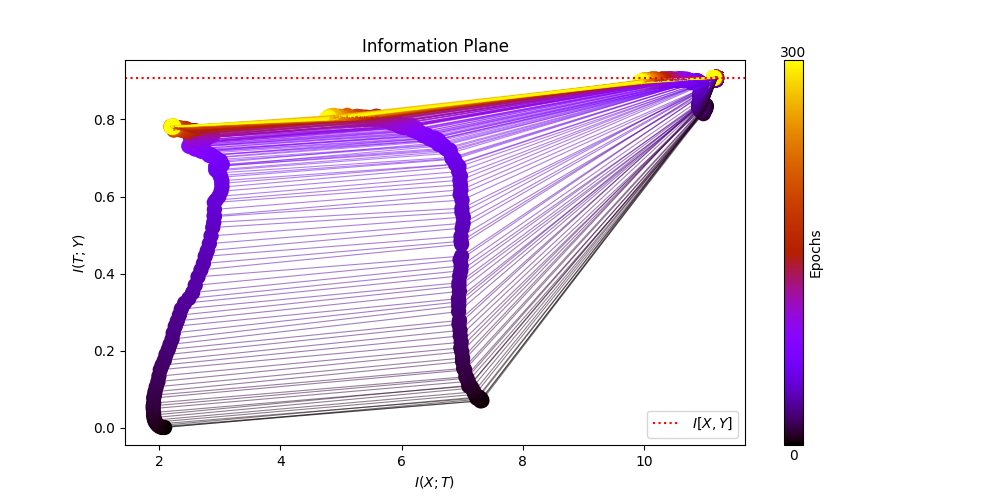 Information Plane
300
I(T; Y)
0.8
0.6
0.4
0.2
0.0
Epochs
I[X, Y]
0
2
4
6
8
10
I(X; T)